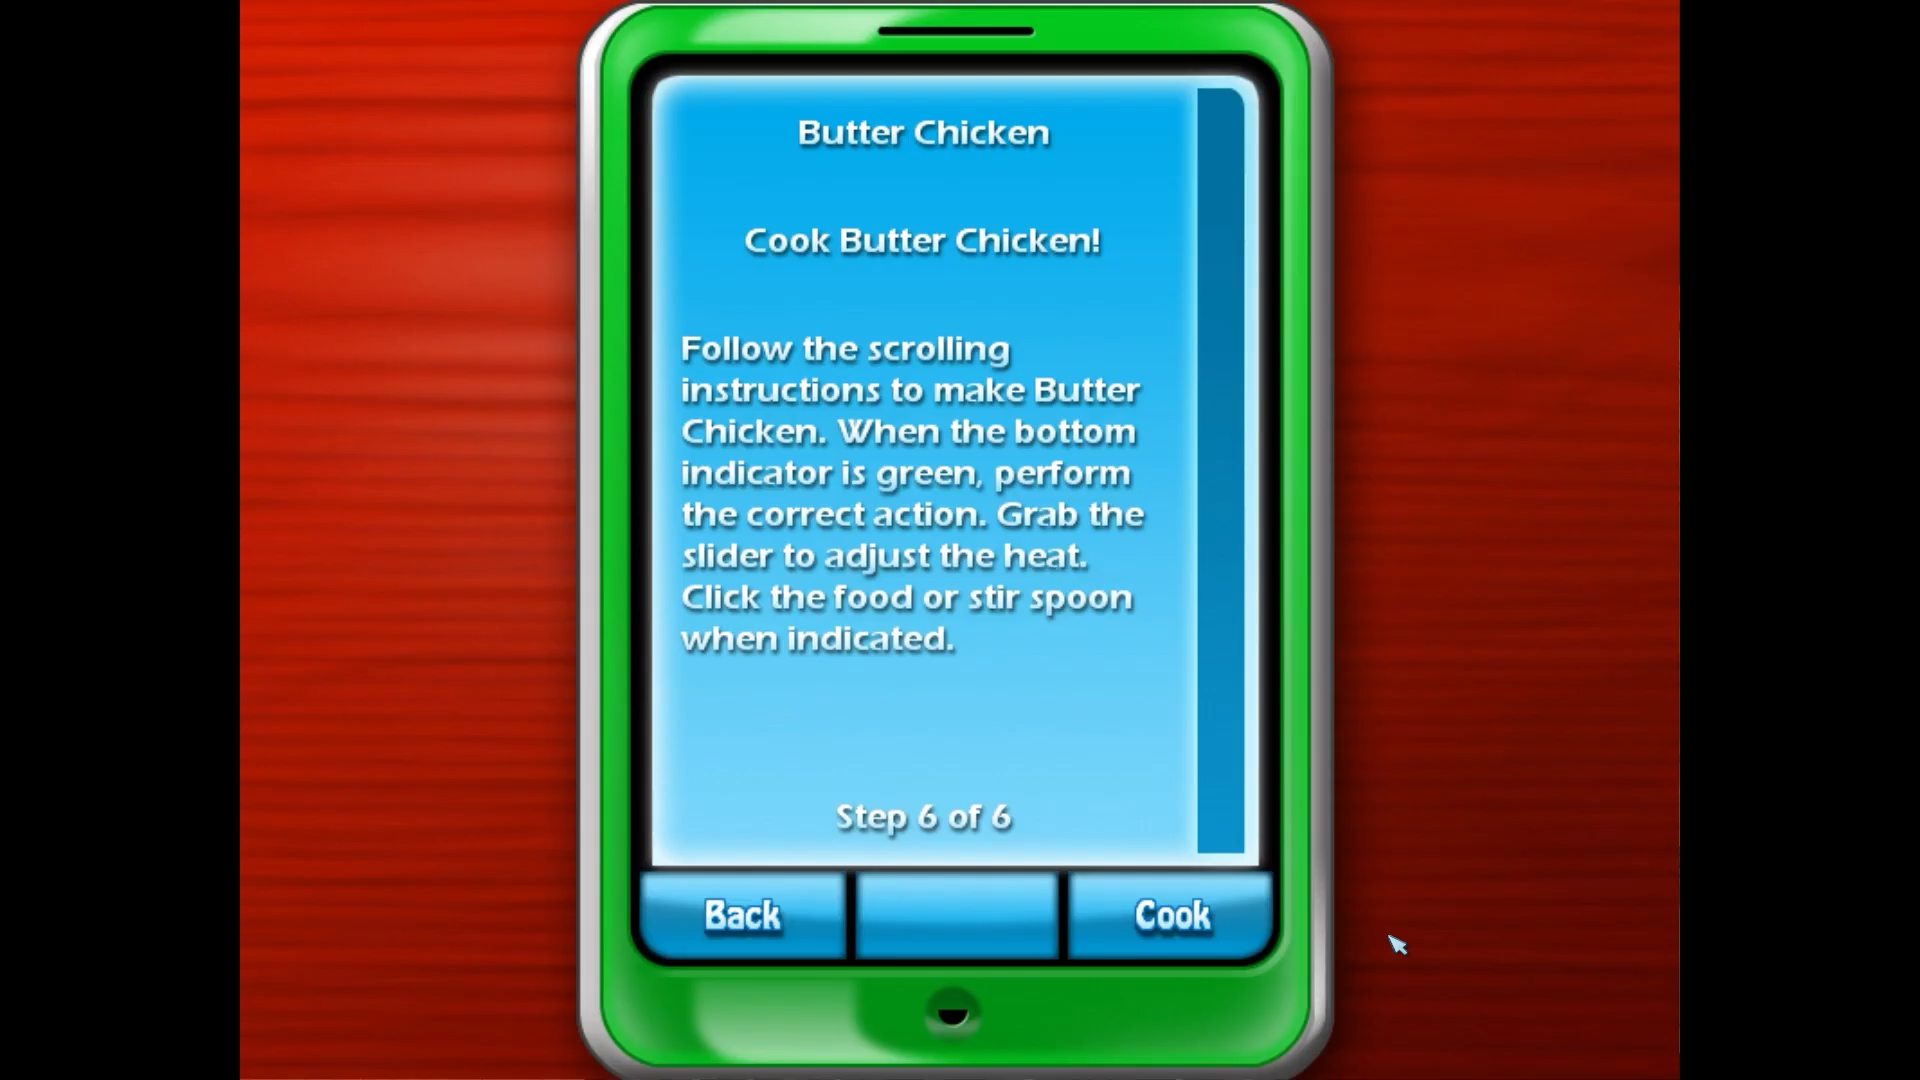 Butter Chicken
Cook Butter Chicken!
Follow the scrolling
instructions to make Butter
Chicken. When the bottom
indicator is green, perform
the correct action. Grab the
slider to adjust the heat.
Click the food or stir spoon
when indicated.
Step 6 of 6
Back
Cook